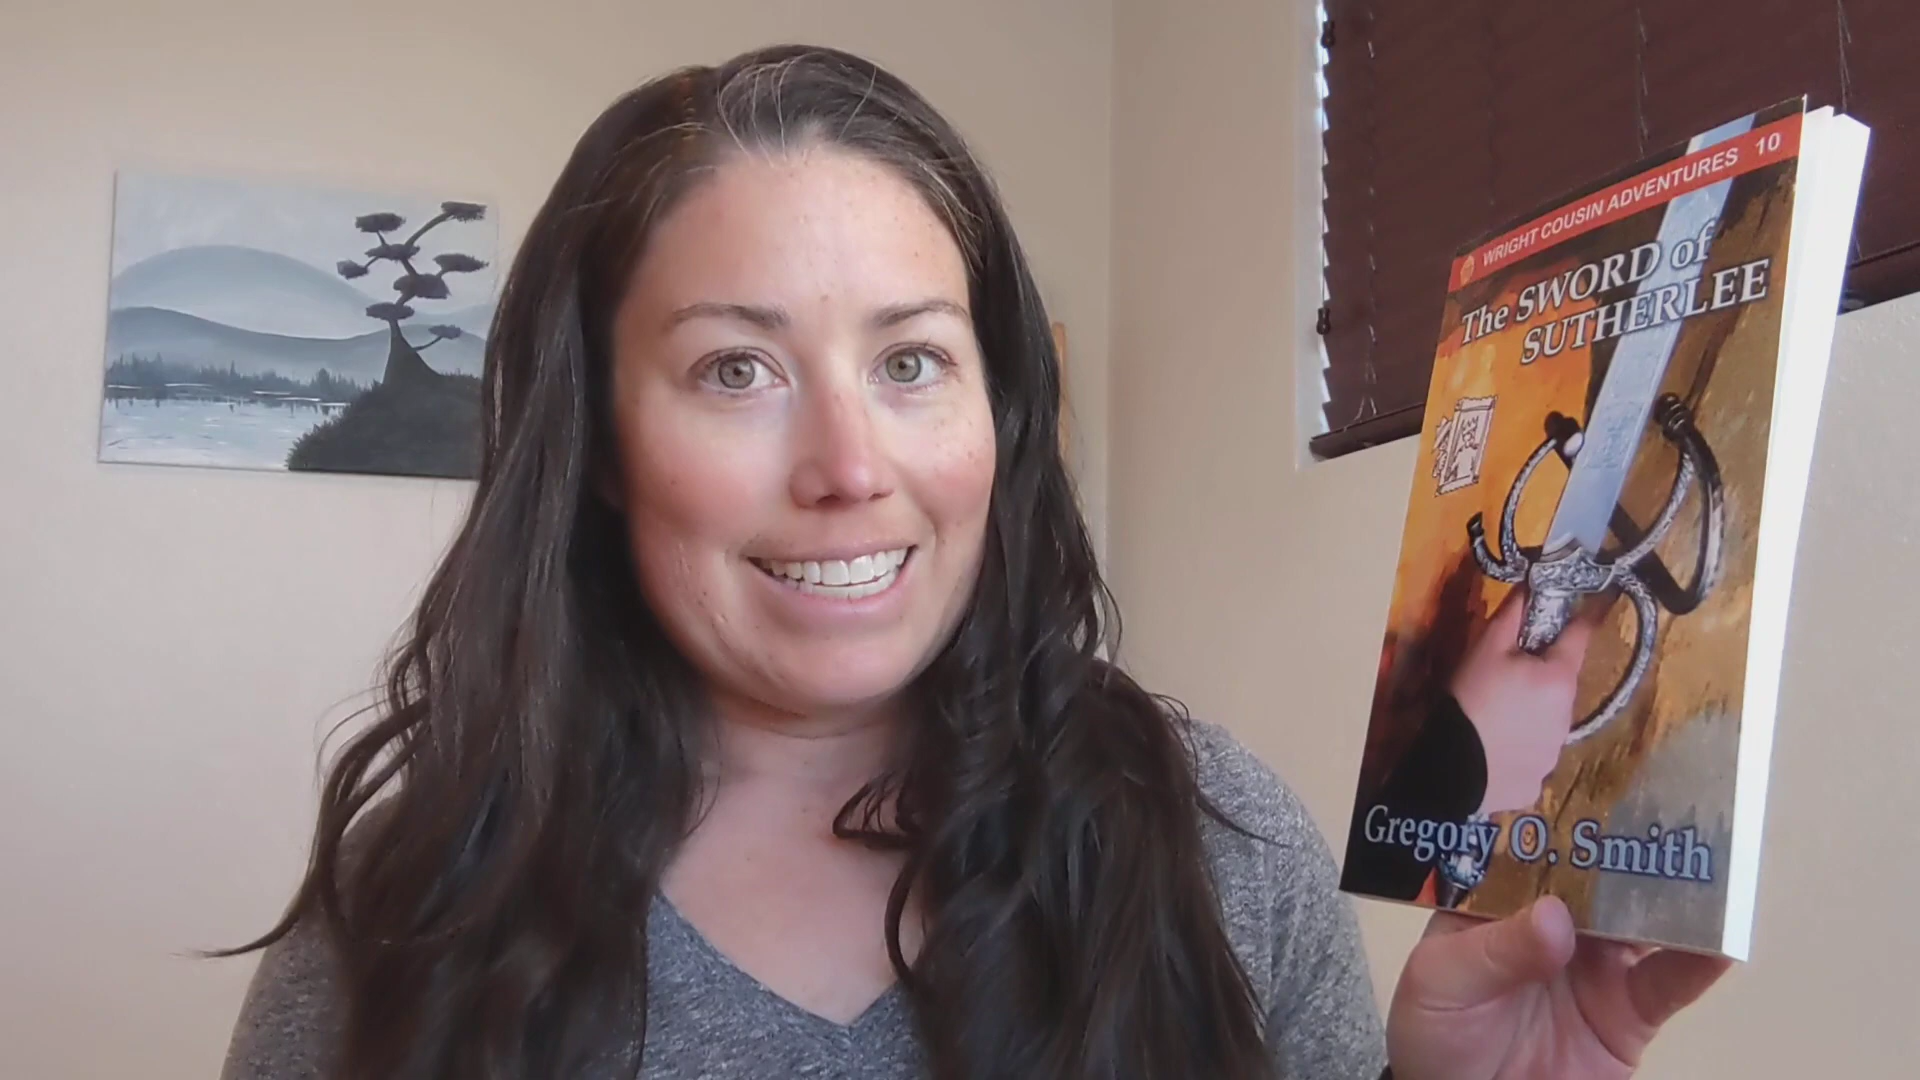 WRIGHT COUSIN ADVENTURES 10
The SWORD of
SUTHERLEE
Gregory O. Smith